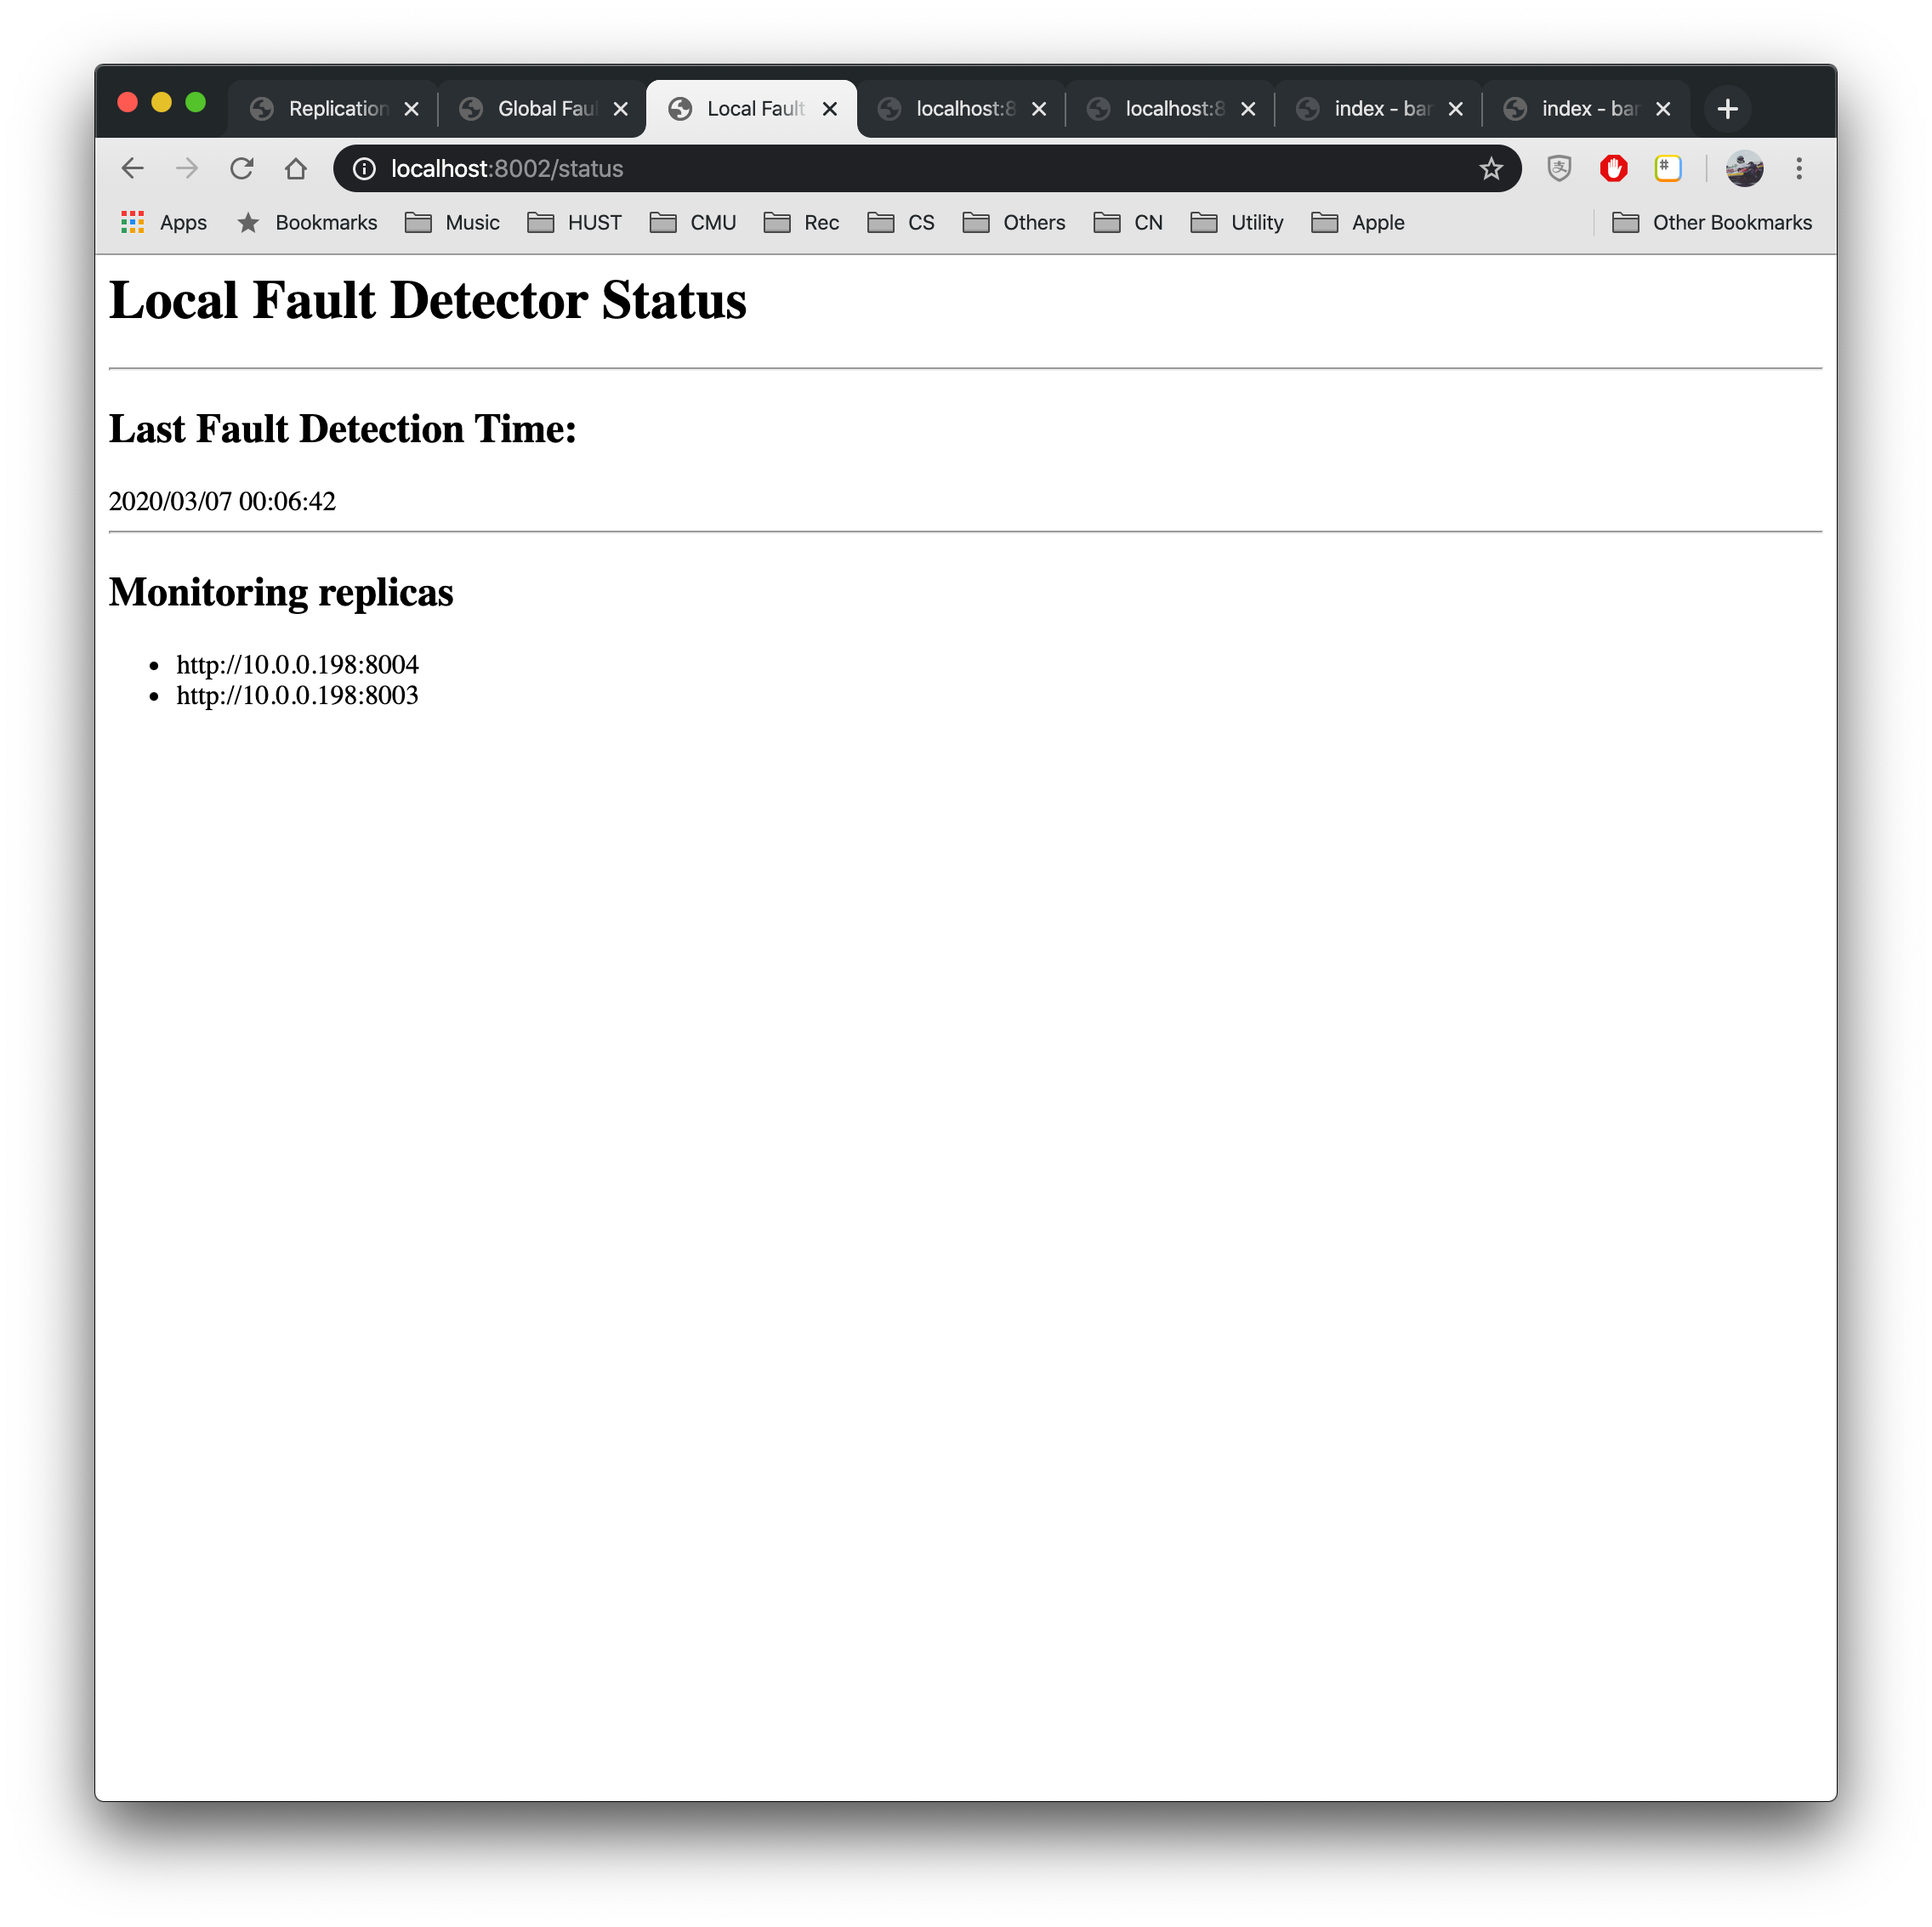 Replication
Global Faul
Local Fault
localhost:8
localhost:8
index - bar
index - bar
localhost:8002/status
Apps Bookmarks Music HUST CMU Rec CS Others CN Utility Apple Other Bookmarks
Local Fault Detector Status
Last Fault Detection Time:
2020/03/07 00:06:42
Monitoring replicas
• http://10.0.0.198:8004
• http://10.0.0.198:8003